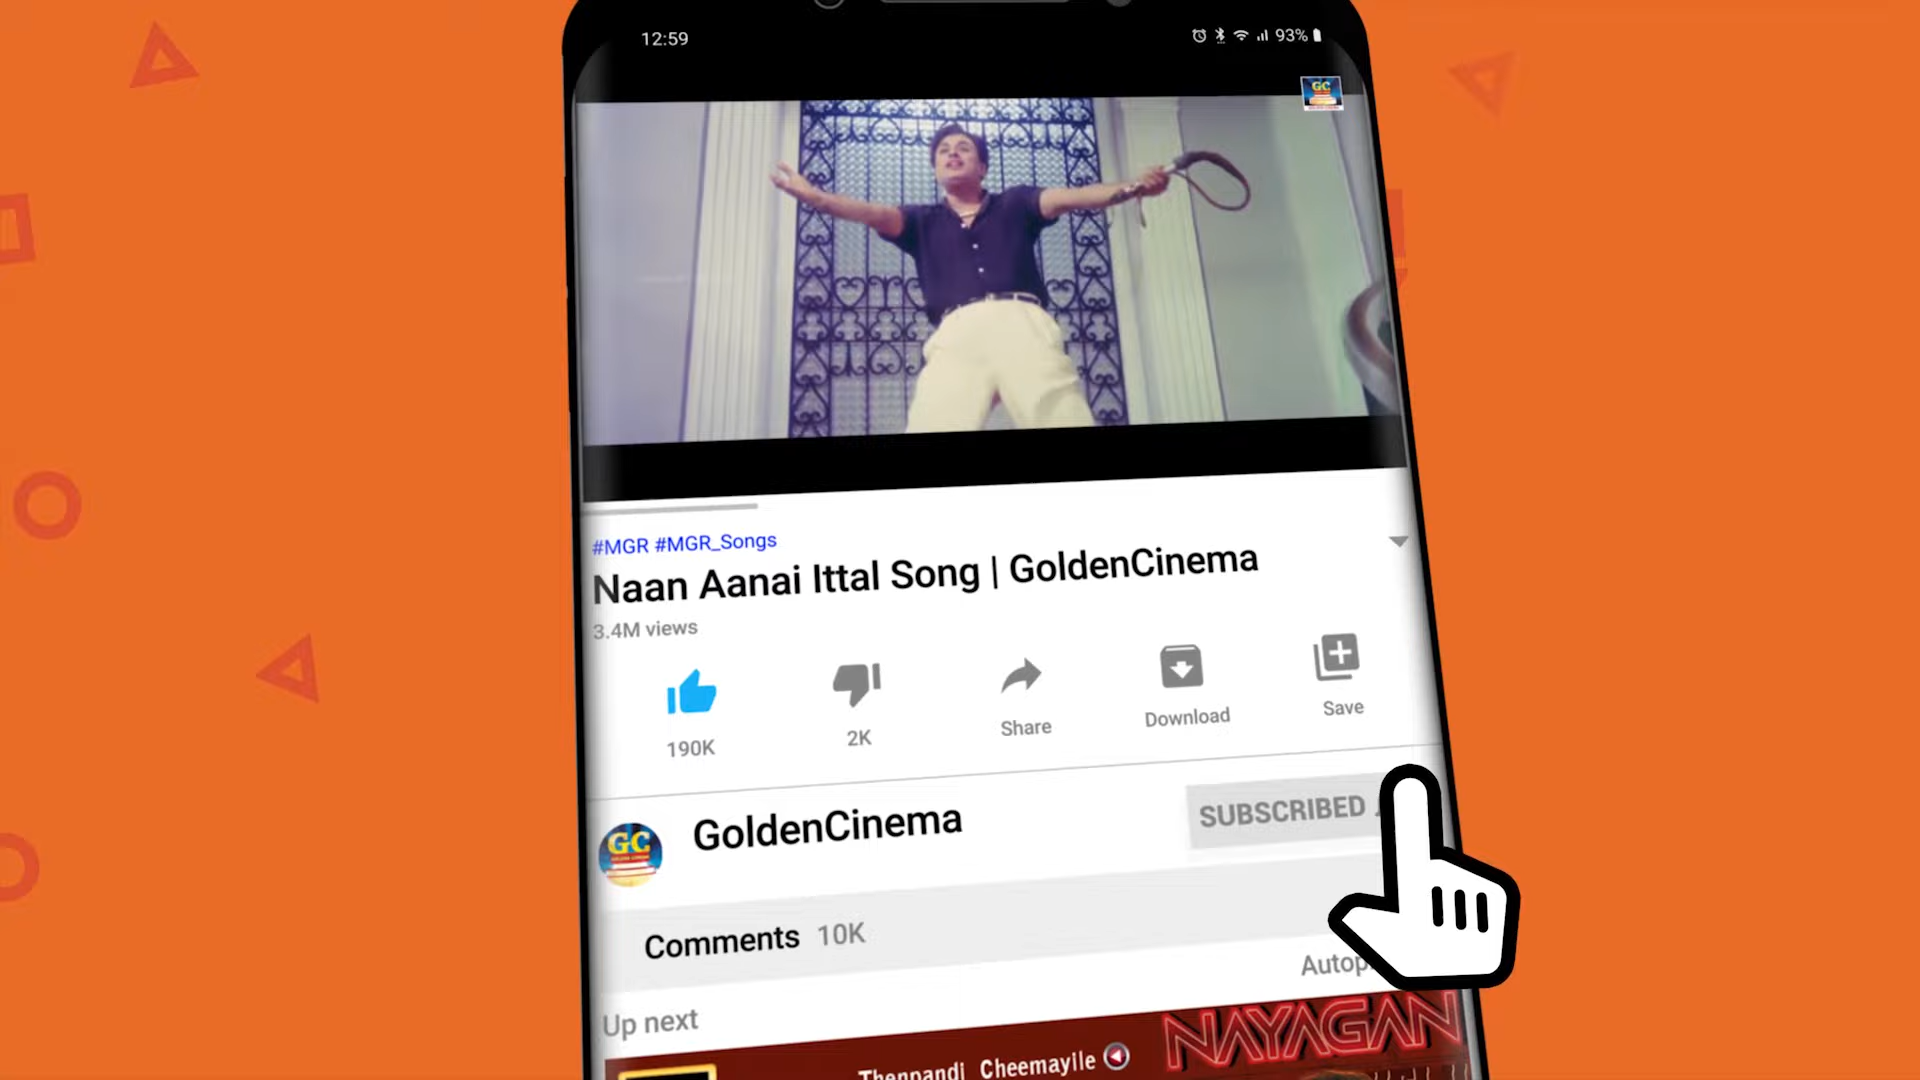 12:59
93%
GC
#MGR #MGR_Songs
Naan Aanai Ittal Song | GoldenCinema
3.4M views
190K
2K
Share
Download
Save
GC
GoldenCinema
SUBSCRIBED
Comments 10K
Up next
Thenpandi Cheemayile
NAYAGAN